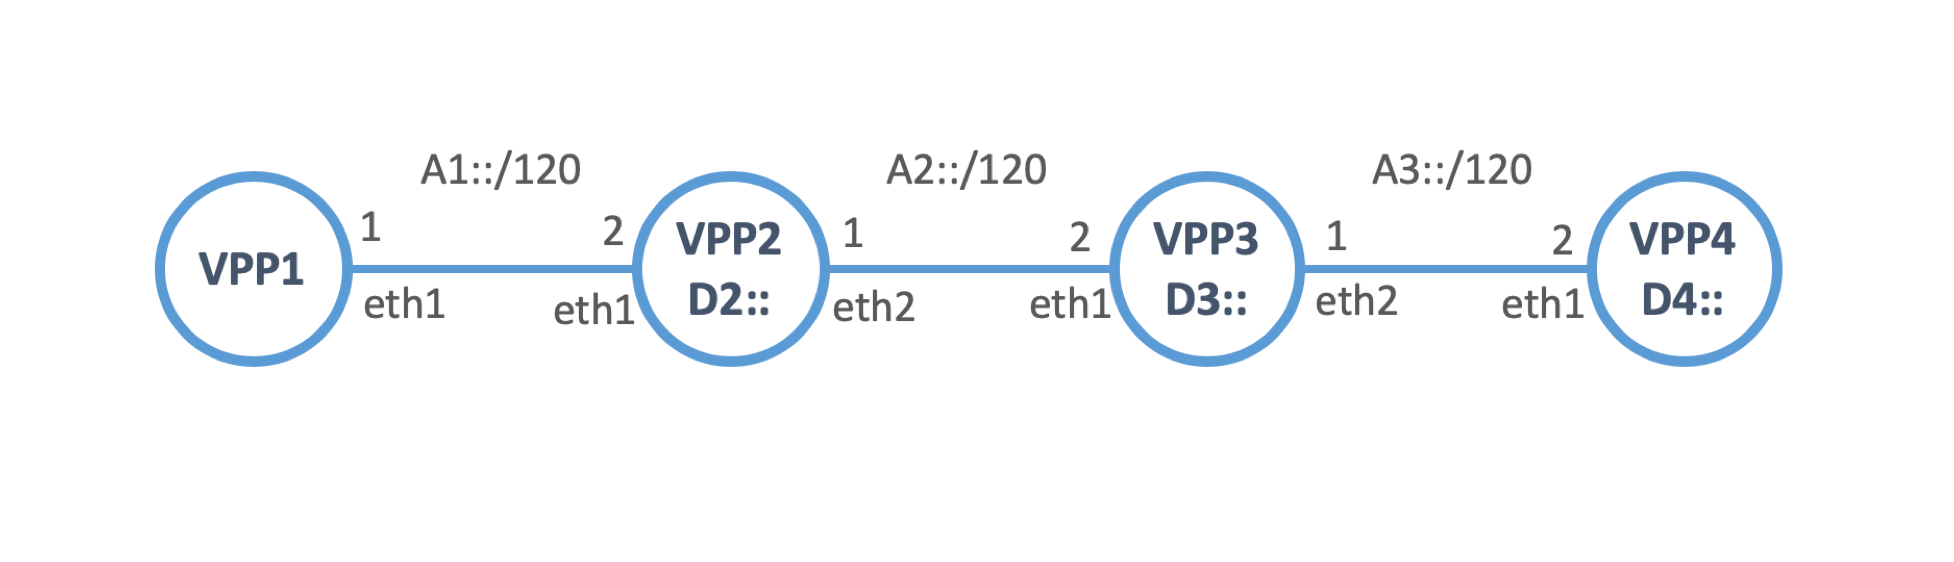 A1::/120
A2::/120
A3::/120
VPP1
1
eth1
2
eth1
VPP2
D2::
1
eth2
2
eth1
VPP3
D3::
1
eth2
2
eth1
VPP4
D4::